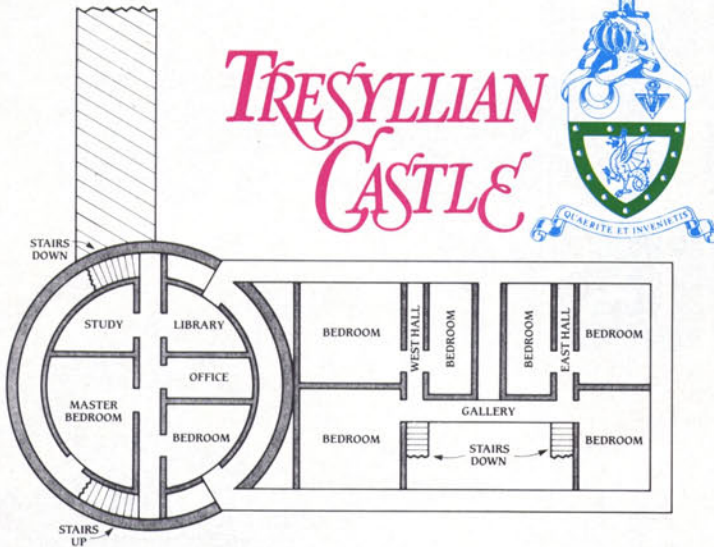 TRESYLLIAN
CASTLE
QUAERITE ET INVENIETIS
STAIRS
DOWN
STUDY
LIBRARY
OFFICE
MASTER
BEDROOM
BEDROOM
STAIRS
UP
BEDROOM
WEST HALL
BEDROOM
BEDROOM
EAST HALL
BEDROOM
GALLERY
BEDROOM
STAIRS
DOWN
BEDROOM